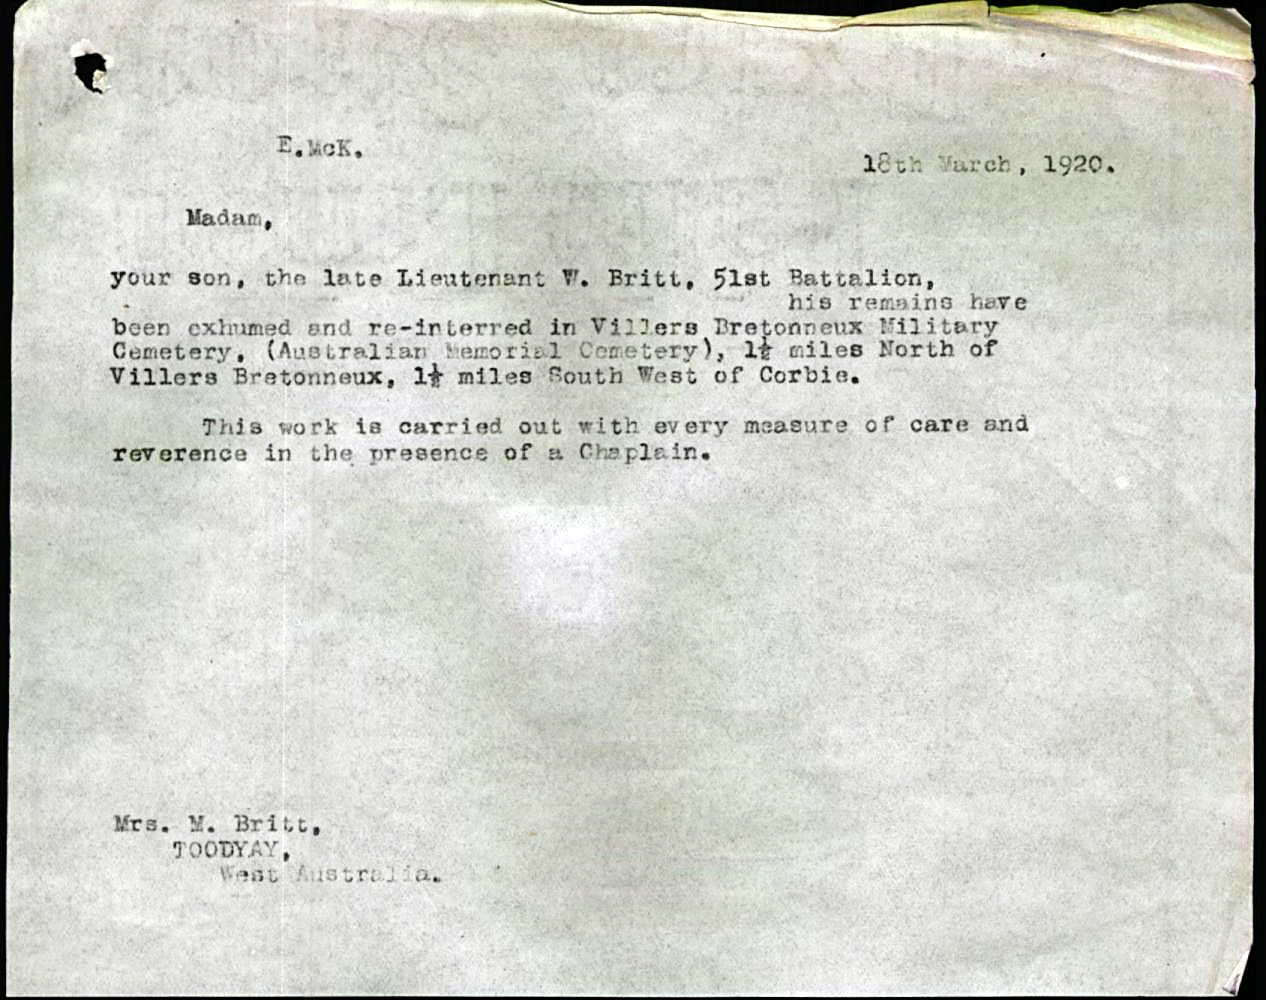 E.McK.
18th March, 1920.
Madam,
your son, the late Lieutenant W. Britt, 51st Battalion,
his remains have
been exhumed and re-interred in Villers Bretonneux Military
Cemetery, (Australian Memorial Cemetery), 1½ miles North of
Villers Bretonneux, 1½ miles South West of Corbie.
This work is carried out with every measure of care and
reverence in the presence of a Chaplain.
Mrs. M. Britt,
TOODYAY,
West Australia.